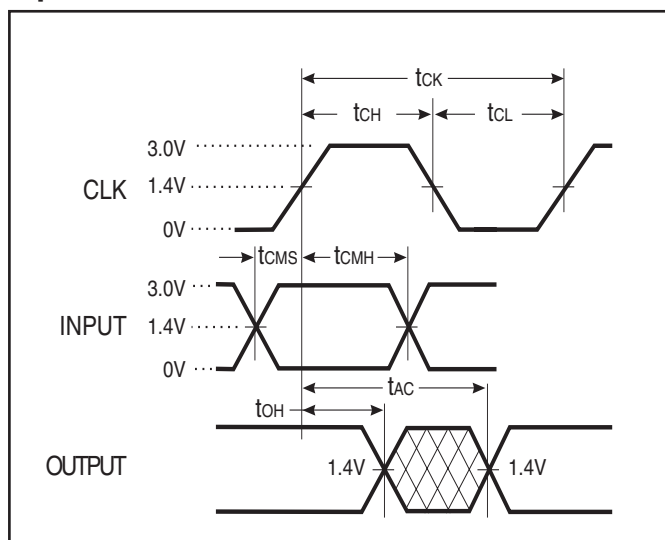 tCK
tCH tCL
3.0V
CLK 1.4V
0V
tCMS tCMH
3.0V
INPUT 1.4V
0V
tAC
tOH
OUTPUT 1.4V 1.4V